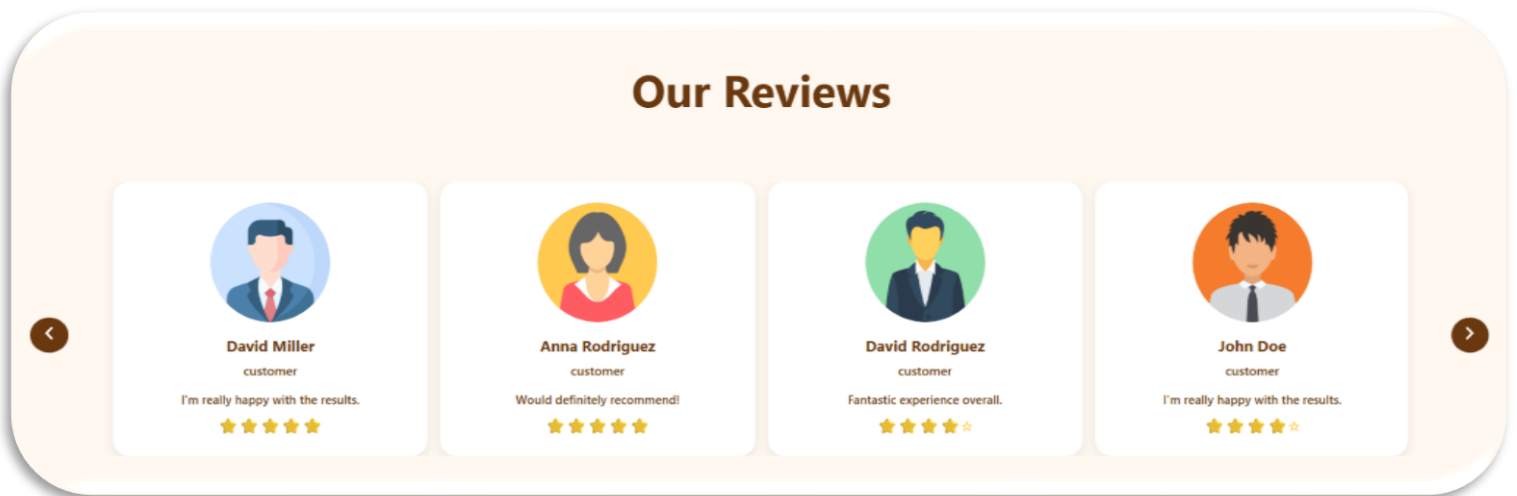 Our Reviews
David Miller
customer
I'm really happy with the results.
Anna Rodriguez
customer
Would definitely recommend!
David Rodriguez
customer
Fantastic experience overall.
John Doe
customer
I'm really happy with the results.